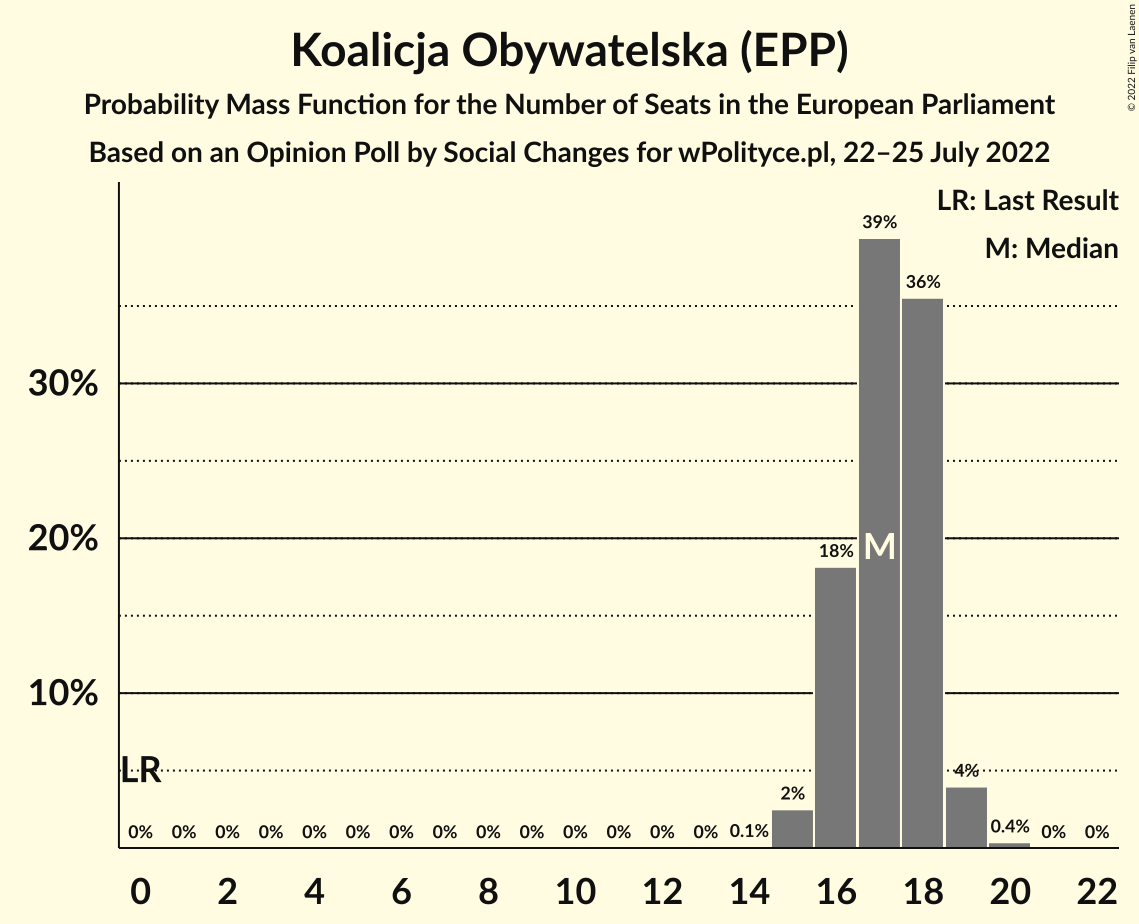 Koalicja Obywatelska (EPP)
Probability Mass Function for the Number of Seats in the European Parliament
Based on an Opinion Poll by Social Changes for wPolityce.pl, 22–25 July 2022
© 2022 Filip van Laenen
LR: Last Result
M: Median
39%
36%
30%
20%
18%
M
10%
LR
4%
2%
0% 0% 0% 0% 0% 0% 0% 0% 0% 0% 0% 0% 0% 0% 0.1% 0.4% 0% 0%
0 2 4 6 8 10 12 14 16 18 20 22